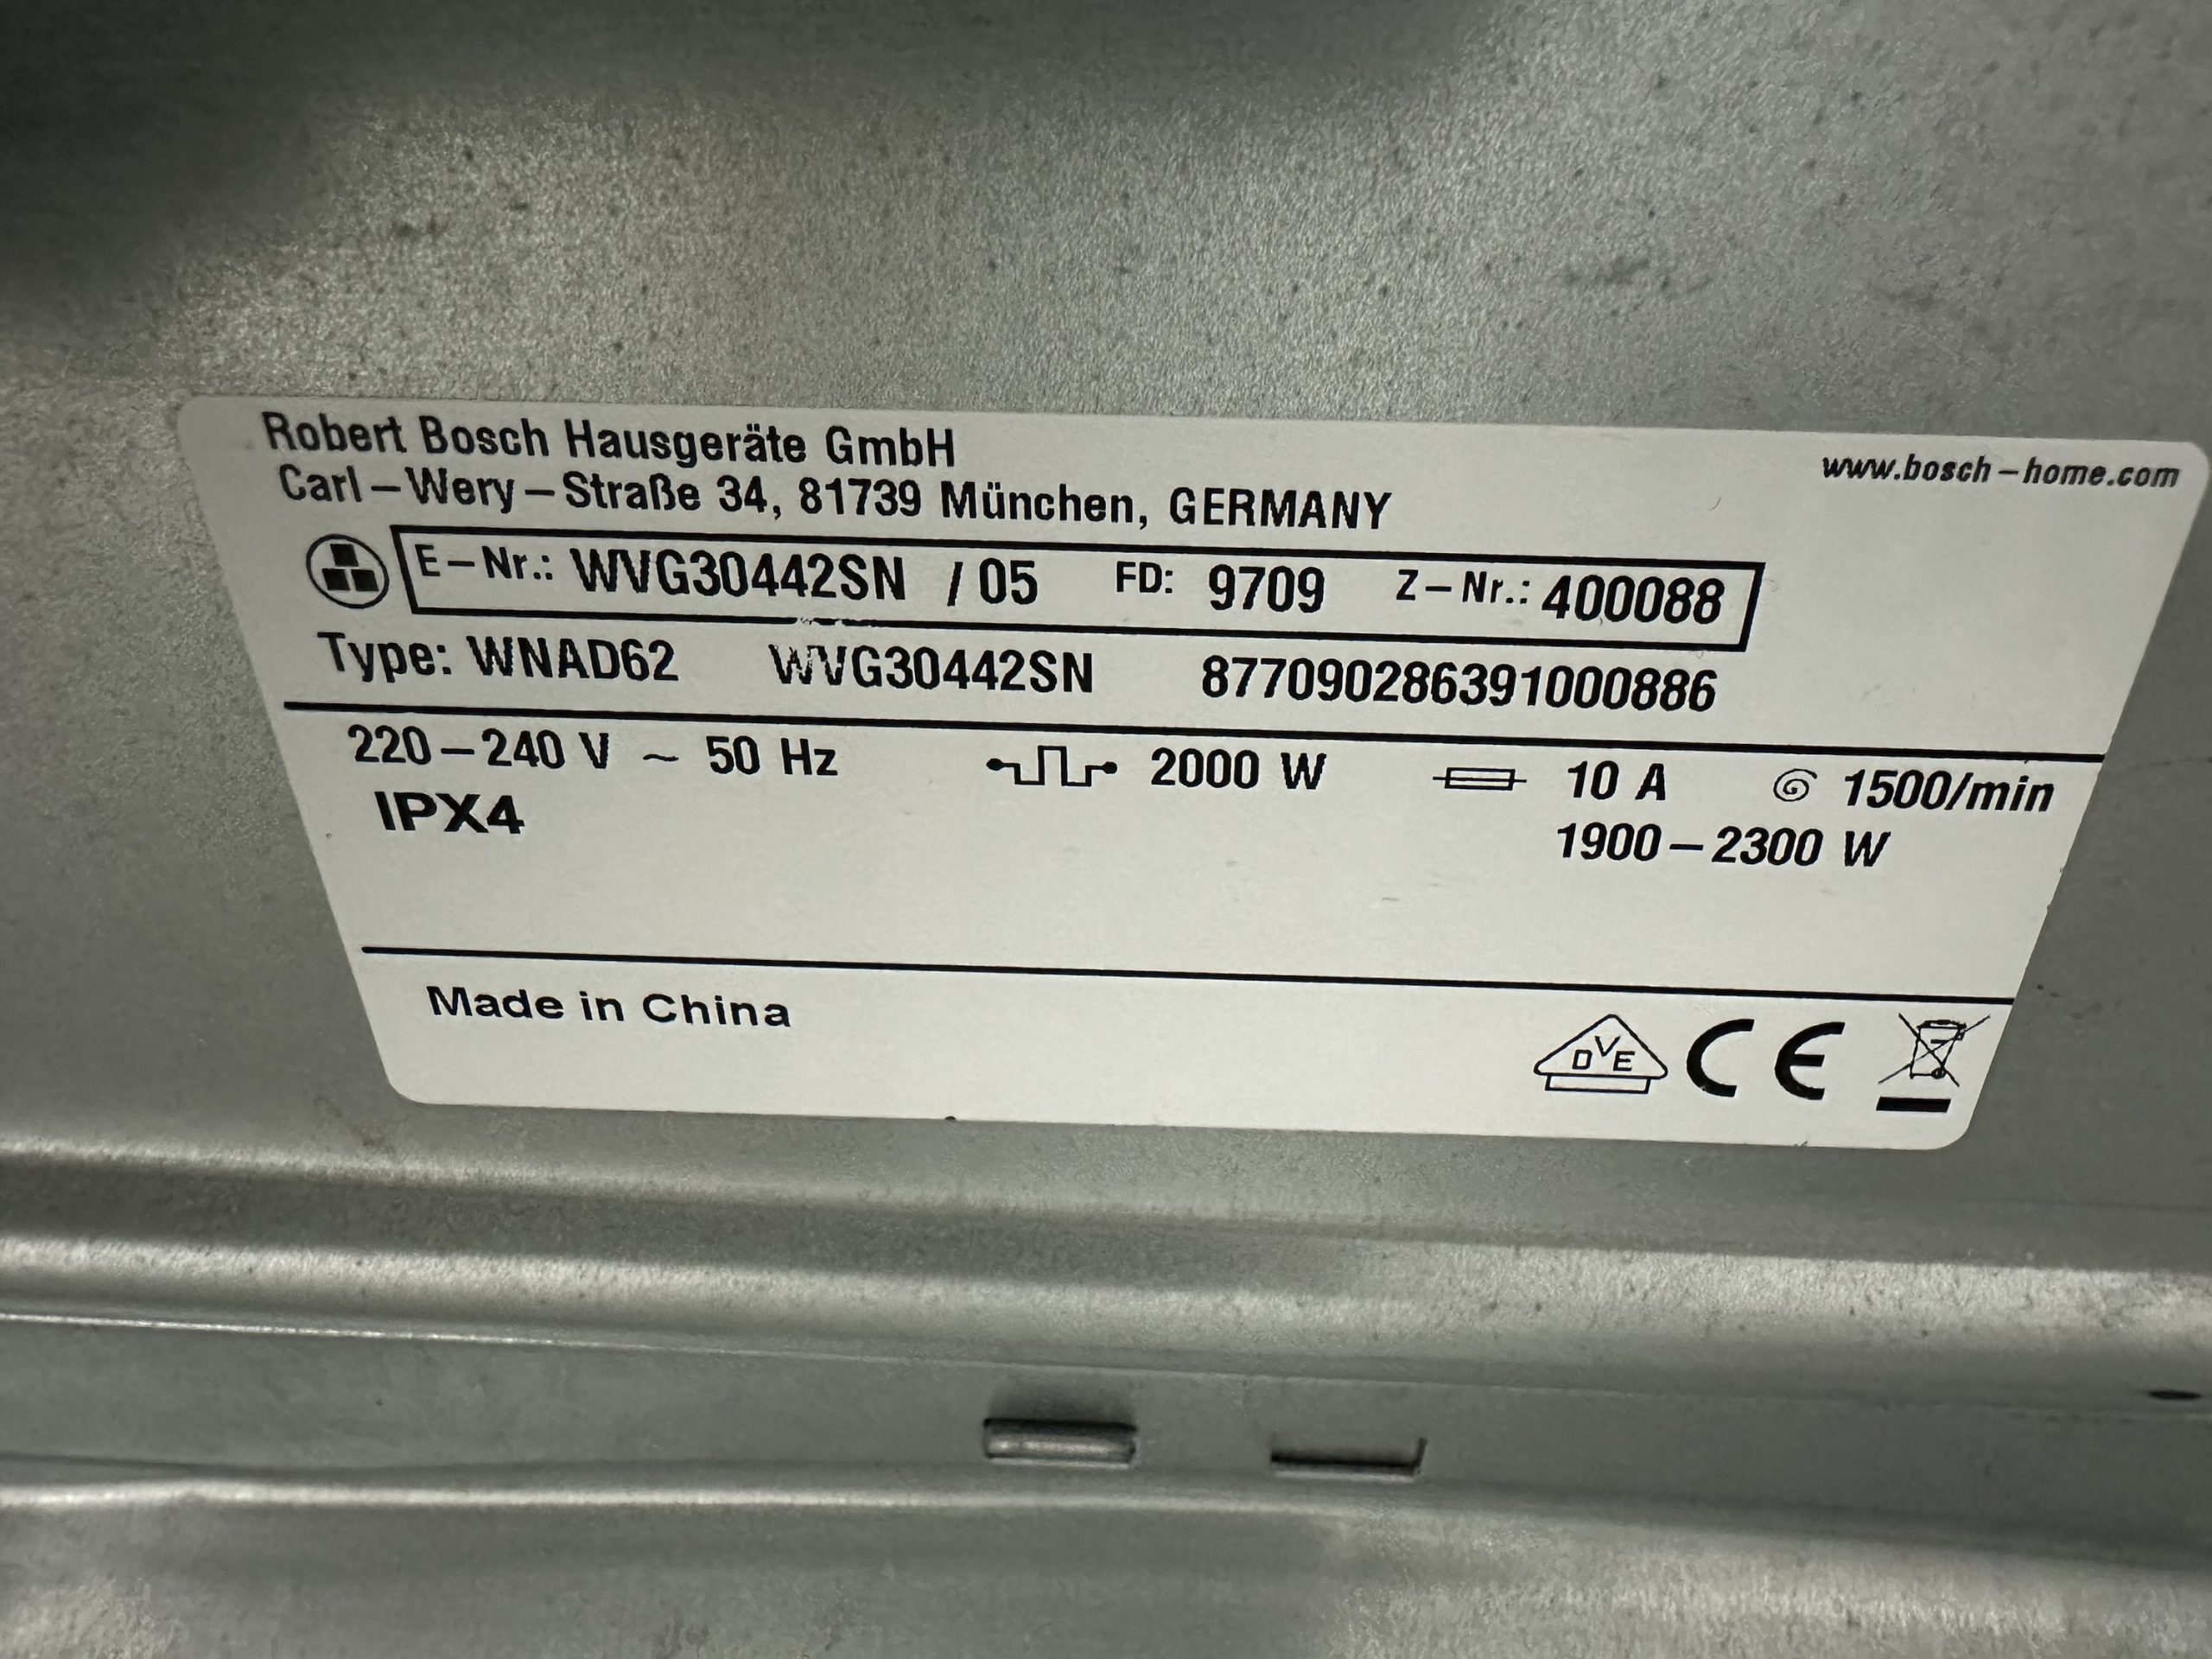 Robert Bosch Hausgeräte GmbH
www.bosch-home.com
Carl-Wery-Straße 34, 81739 München, GERMANY
E-Nr.: WVG30442SN / 05 FD: 9709 Z-Nr.: 400088
Type: WNAD62 WVG30442SN 877090286391000886
220-240 V ~ 50 Hz 2000 W 10 A 1500/min
IPX4 1900-2300 W
Made in China
DVE CE